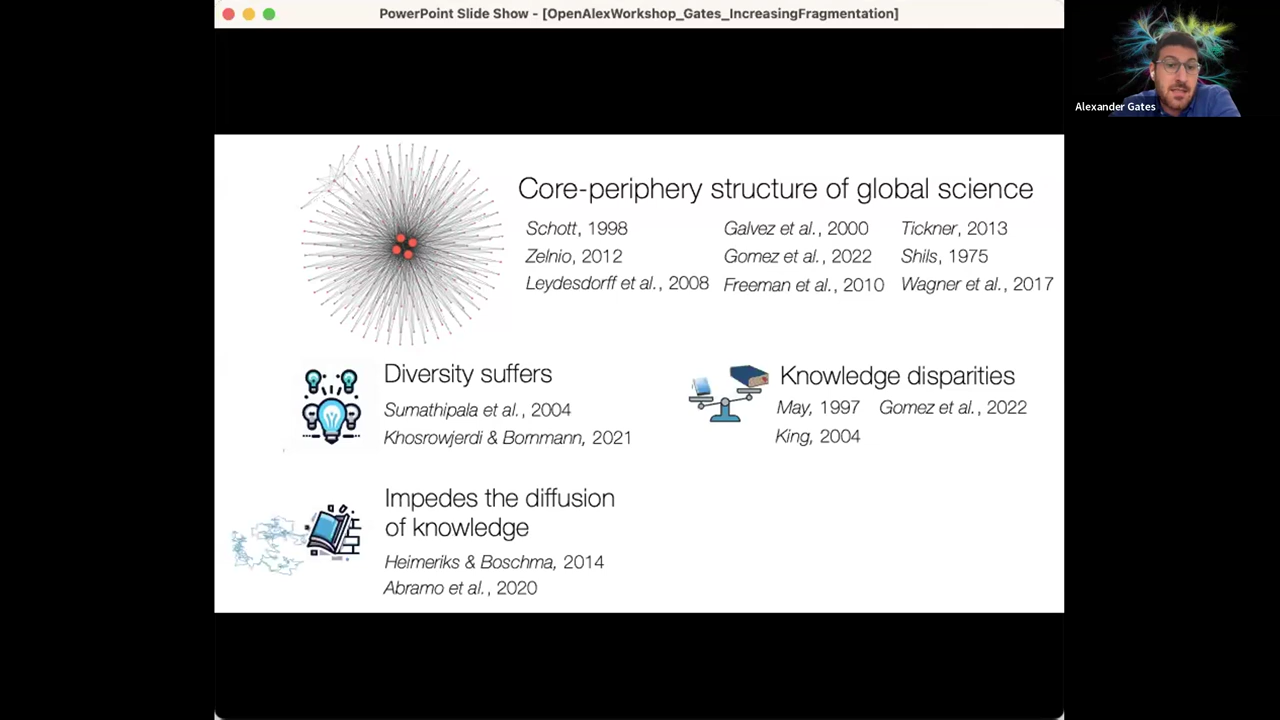 PowerPoint Slide Show - [OpenAlexWorkshop_Gates_IncreasingFragmentation]
Alexander Gates
Core-periphery structure of global science
Schott, 1998
Galvez et al., 2000
Tickner, 2013
Zelnio, 2012
Gomez et al., 2022
Shils, 1975
Leydesdorff et al., 2008
Freeman et al., 2010
Wagner et al., 2017
Diversity suffers
Sumathipala et al., 2004
Khosrowjerdi & Bornmann, 2021
Knowledge disparities
May, 1997
Gomez et al., 2022
King, 2004
Impedes the diffusion
of knowledge
Heimeriks & Boschma, 2014
Abramo et al., 2020